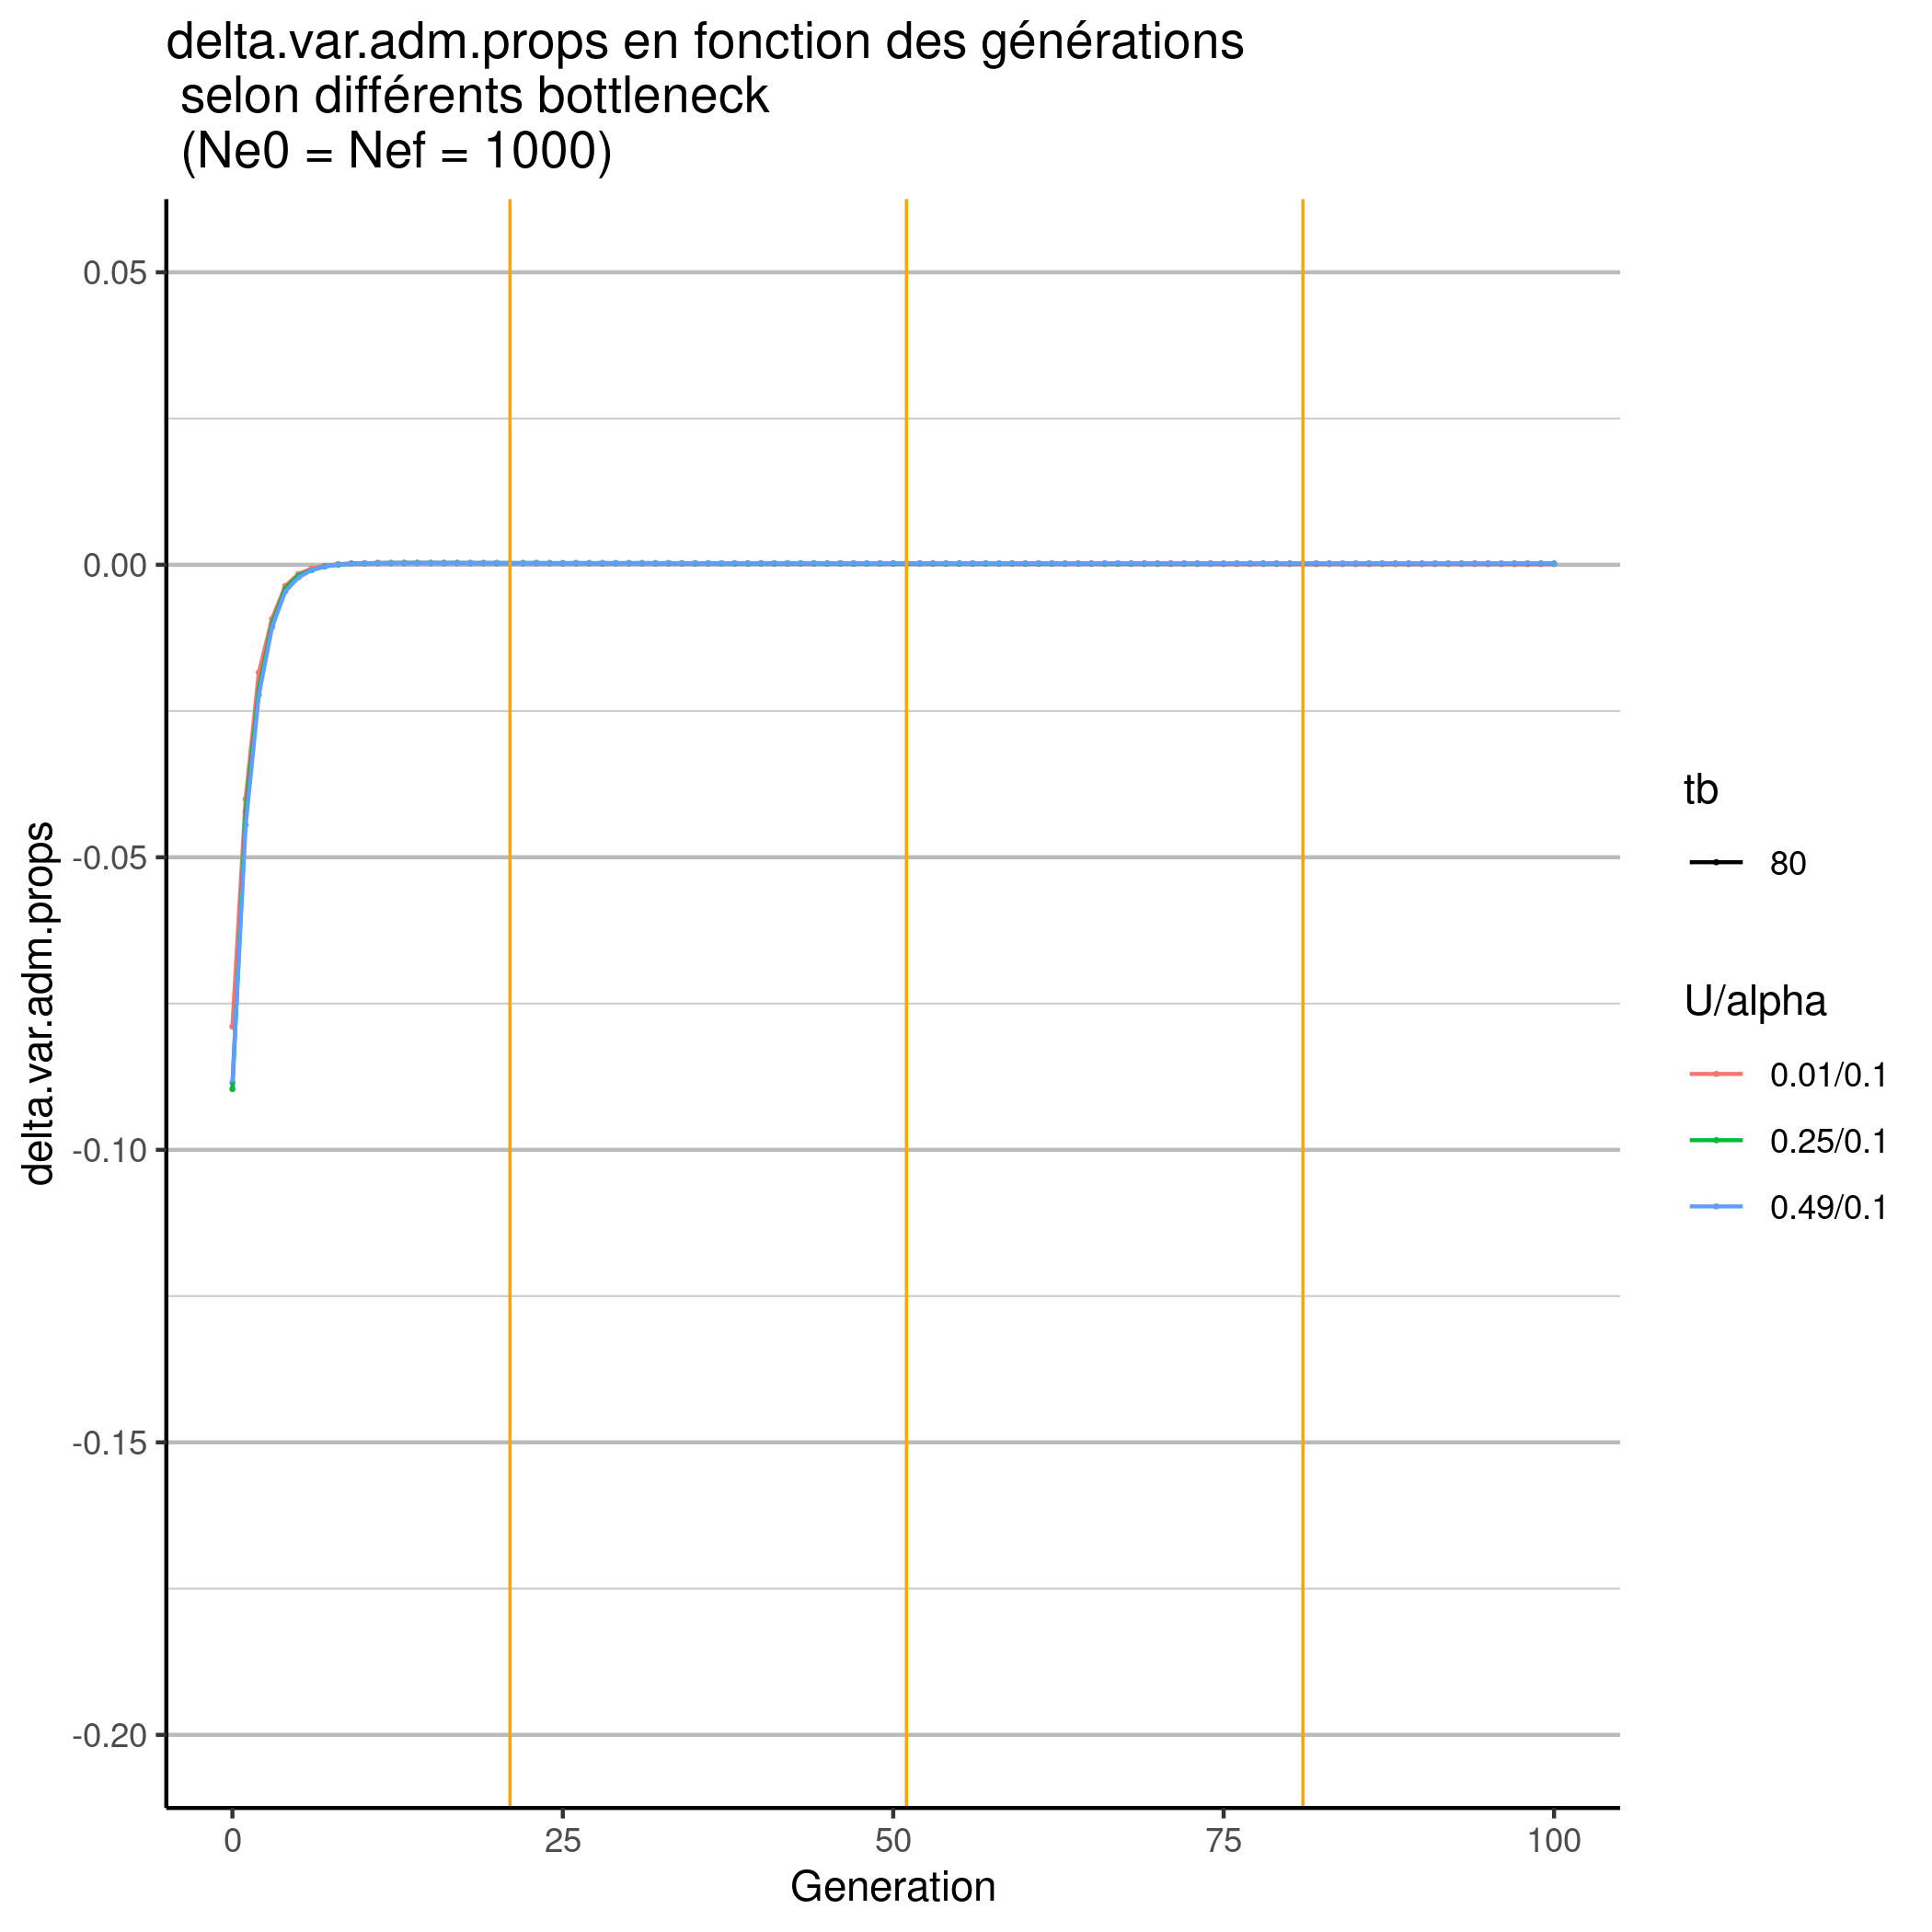 delta.var.adm.props en fonction des générations
selon différents bottleneck
(Ne0 = Nef = 1000)
delta.var.adm.props
0.05
0.00
-0.05
-0.10
-0.15
-0.20
0
25
50
75
100
Generation
tb
80
U/alpha
0.01/0.1
0.25/0.1
0.49/0.1